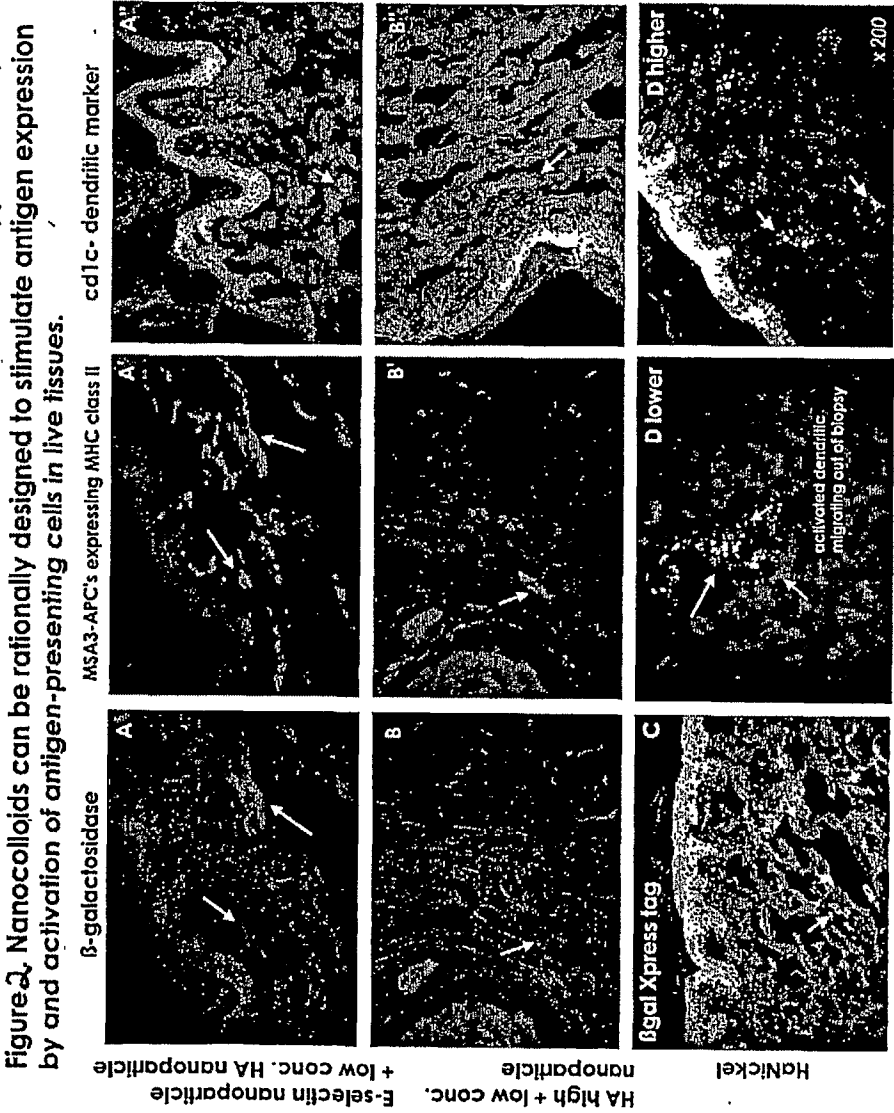 Figure 2. Nanocolloids can be rationally designed to stimulate antigen expression
by and activation of antigen-presenting cells in live tissues.
ß-galactosidase
MSA3-APC's expressing MHC class II
cd1c- dendritic marker
E-selectin nanoparticle
+ low conc. HA nanoparticle
A
A'
A''
HA high + low conc.
nanoparticle
B
B'
B''
HaNickel
ßgal Xpress tag
C
D lower
activated dendritic
migrating out of biopsy
D higher
x 200